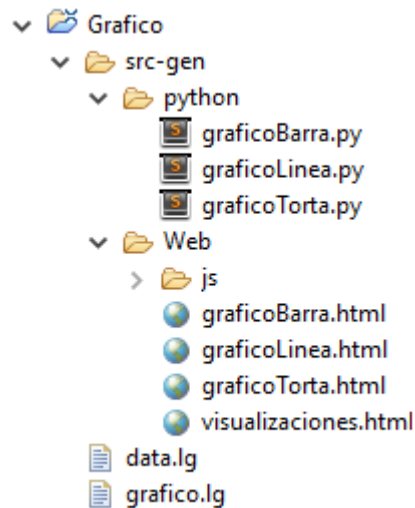 Grafico
src-gen
python
graficoBarra.py
graficoLinea.py
graficoTorta.py
Web
js
graficoBarra.html
graficoLinea.html
graficoTorta.html
visualizaciones.html
data.lg
grafico.lg